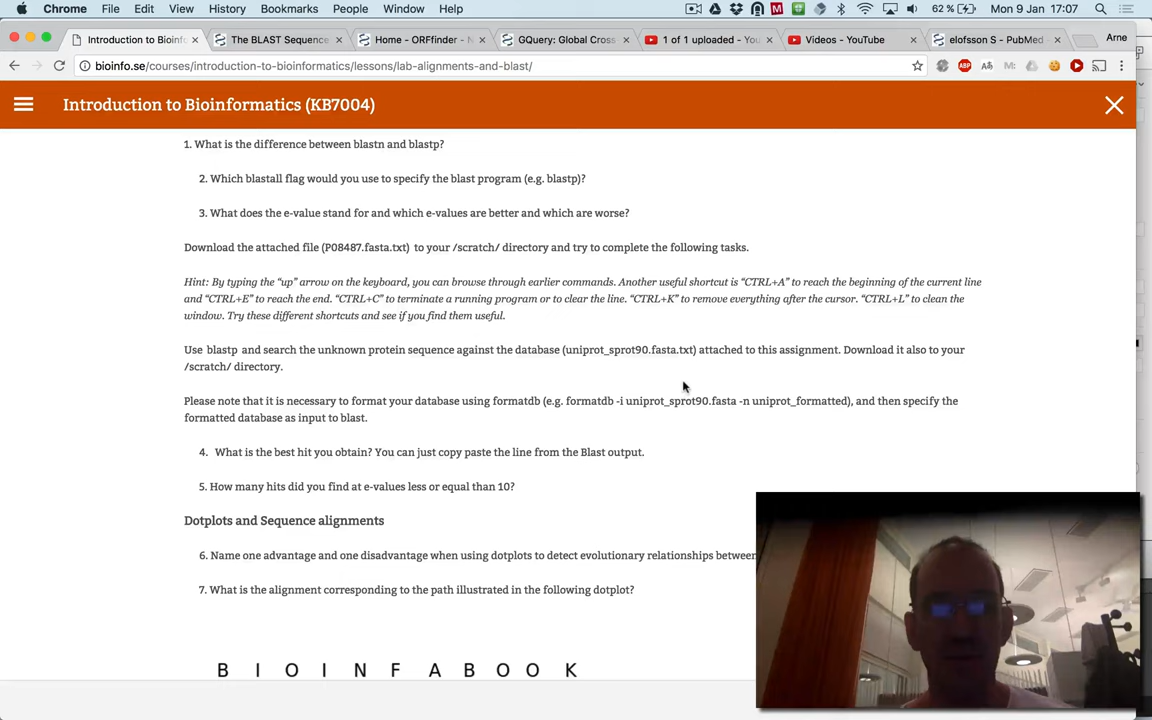 Chrome File Edit View History Bookmarks People Window Help 62 % Mon 9 Jan 17:07
Introduction to Bioinf × The BLAST Sequence × Home - ORFfinder - N × GQuery: Global Cross × 1 of 1 uploaded - You × Videos - YouTube × elofsson S - PubMed × Arne
bioinfo.se/courses/introduction-to-bioinformatics/lessons/lab-alignments-and-blast/
Introduction to Bioinformatics (KB7004)
1. What is the difference between blastn and blastp?
2. Which blastall flag would you use to specify the blast program (e.g. blastp)?
3. What does the e-value stand for and which e-values are better and which are worse?
Download the attached file (P08487.fasta.txt) to your /scratch/ directory and try to complete the following tasks.
Hint: By typing the “up” arrow on the keyboard, you can browse through earlier commands. Another useful shortcut is “CTRL+A” to reach the beginning of the current line
and “CTRL+E” to reach the end. “CTRL+C” to terminate a running program or to clear the line. “CTRL+K” to remove everything after the cursor. “CTRL+L” to clean the
window. Try these different shortcuts and see if you find them useful.
Use blastp and search the unknown protein sequence against the database (uniprot_sprot90.fasta.txt) attached to this assignment. Download it also to your
/scratch/ directory.
Please note that it is necessary to format your database using formatdb (e.g. formatdb -i uniprot_sprot90.fasta -n uniprot_formatted), and then specify the
formatted database as input to blast.
4. What is the best hit you obtain? You can just copy paste the line from the Blast output.
5. How many hits did you find at e-values less or equal than 10?
Dotplots and Sequence alignments
6. Name one advantage and one disadvantage when using dotplots to detect evolutionary relationships between
7. What is the alignment corresponding to the path illustrated in the following dotplot?
B I O I N F A B O O K